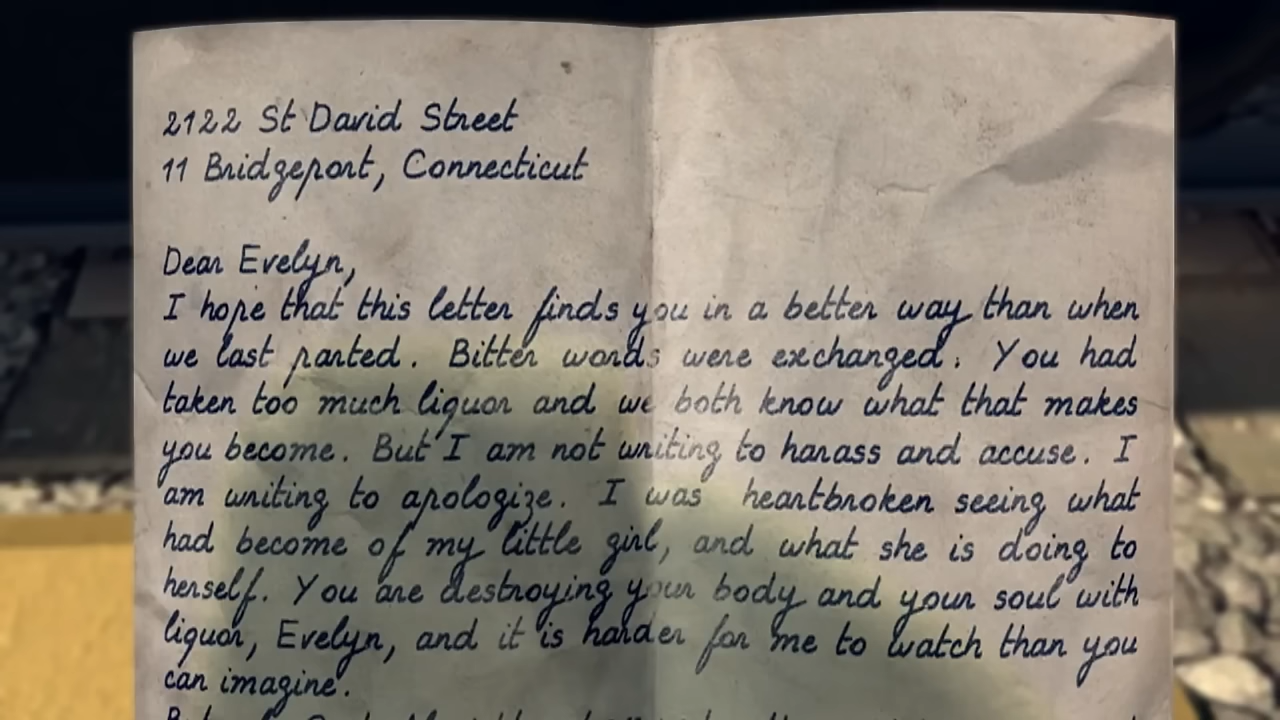 2122 St David Street
11 Bridgeport, Connecticut
Dear Evelyn,
I hope that this letter finds you in a better way than when
we last parted. Bitter words were exchanged. You had
taken too much liquor and we both know what that makes
you become. But I am not writing to harass and accuse. I
am writing to apologize. I was heartbroken seeing what
had become of my little girl, and what she is doing to
herself. You are destroying your body and your soul with
liquor, Evelyn, and it is harder for me to watch than you
can imagine.